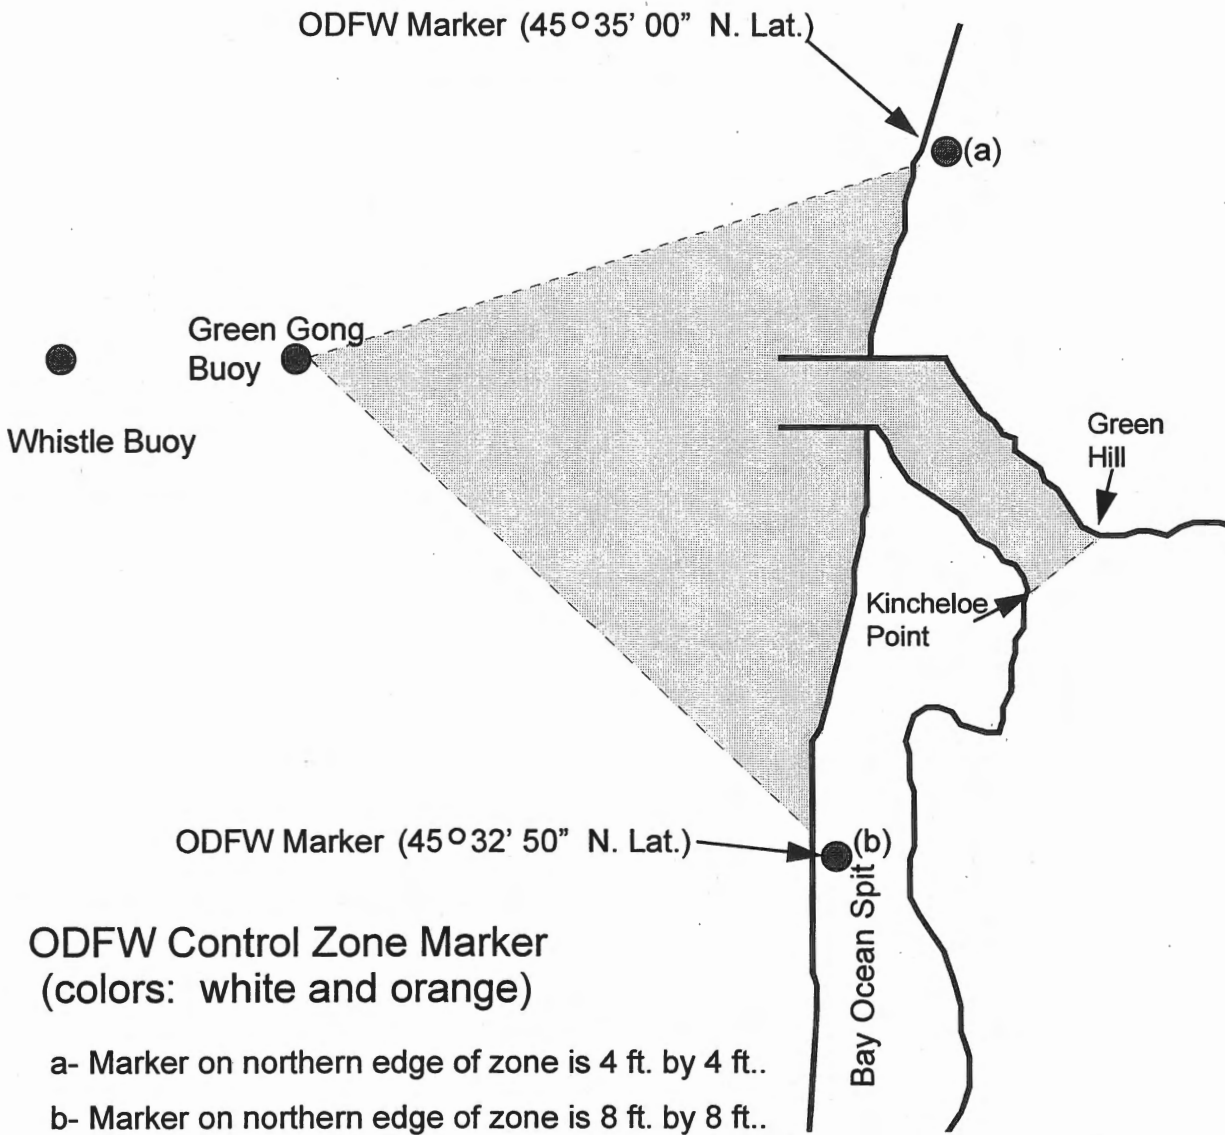 ODFW Marker (45° 35' 00" N. Lat.)
(a)
Green Gong
Buoy
Whistle Buoy
Green
Hill
Kincheloe
Point
ODFW Marker (45° 32' 50" N. Lat.)
(b)
Bay Ocean Spit
ODFW Control Zone Marker
(colors: white and orange)
a- Marker on northern edge of zone is 4 ft. by 4 ft..
b- Marker on northern edge of zone is 8 ft. by 8 ft..